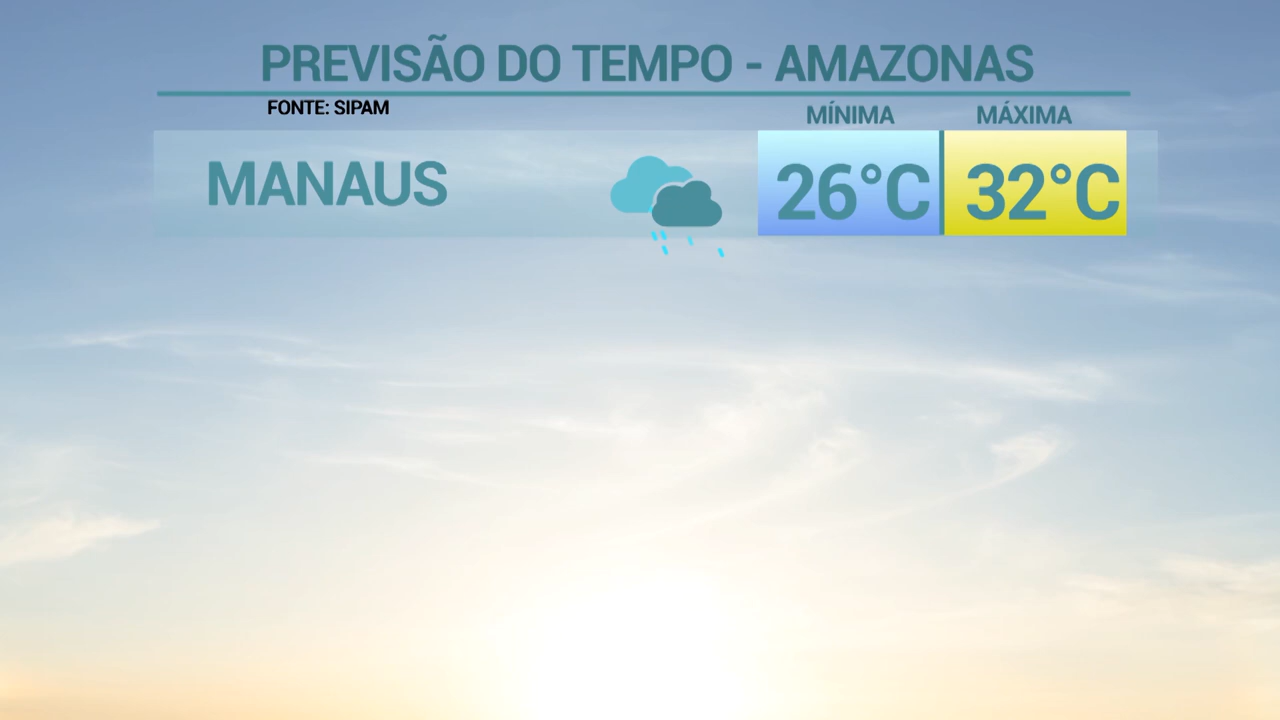 PREVISÃO DO TEMPO - AMAZONAS
FONTE: SIPAM
MÍNIMA MÁXIMA
MANAUS 26°C 32°C